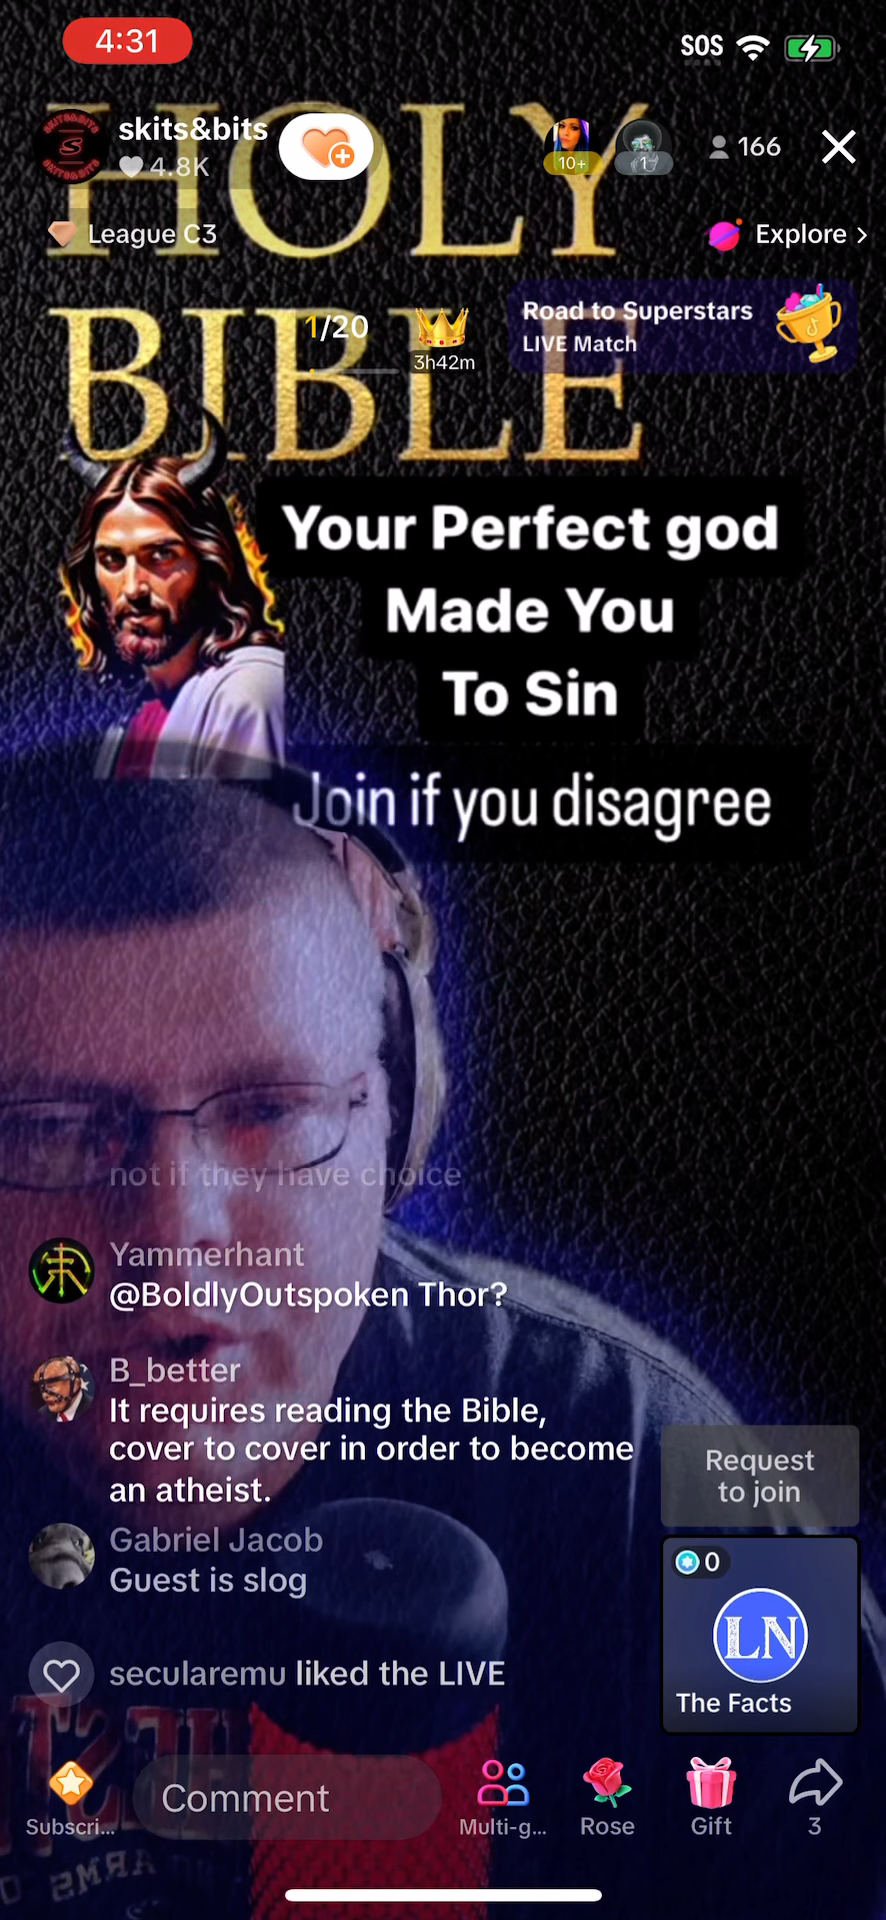 4:31
SOS
HOLY
skits&bits
4.8K
10+
1
166
League C3
Explore >
BIBLE
1/20
3h42m
Road to Superstars
LIVE Match
Your Perfect god
Made You
To Sin
Join if you disagree
not if they have choice
Yammerhant
@BoldlyOutspoken Thor?
B_better
It requires reading the Bible,
cover to cover in order to become
an atheist.
Request
to join
Gabriel Jacob
Guest is slog
0
LN
The Facts
secularemu liked the LIVE
Comment
Subscri...
Multi-g...
Rose
Gift
3